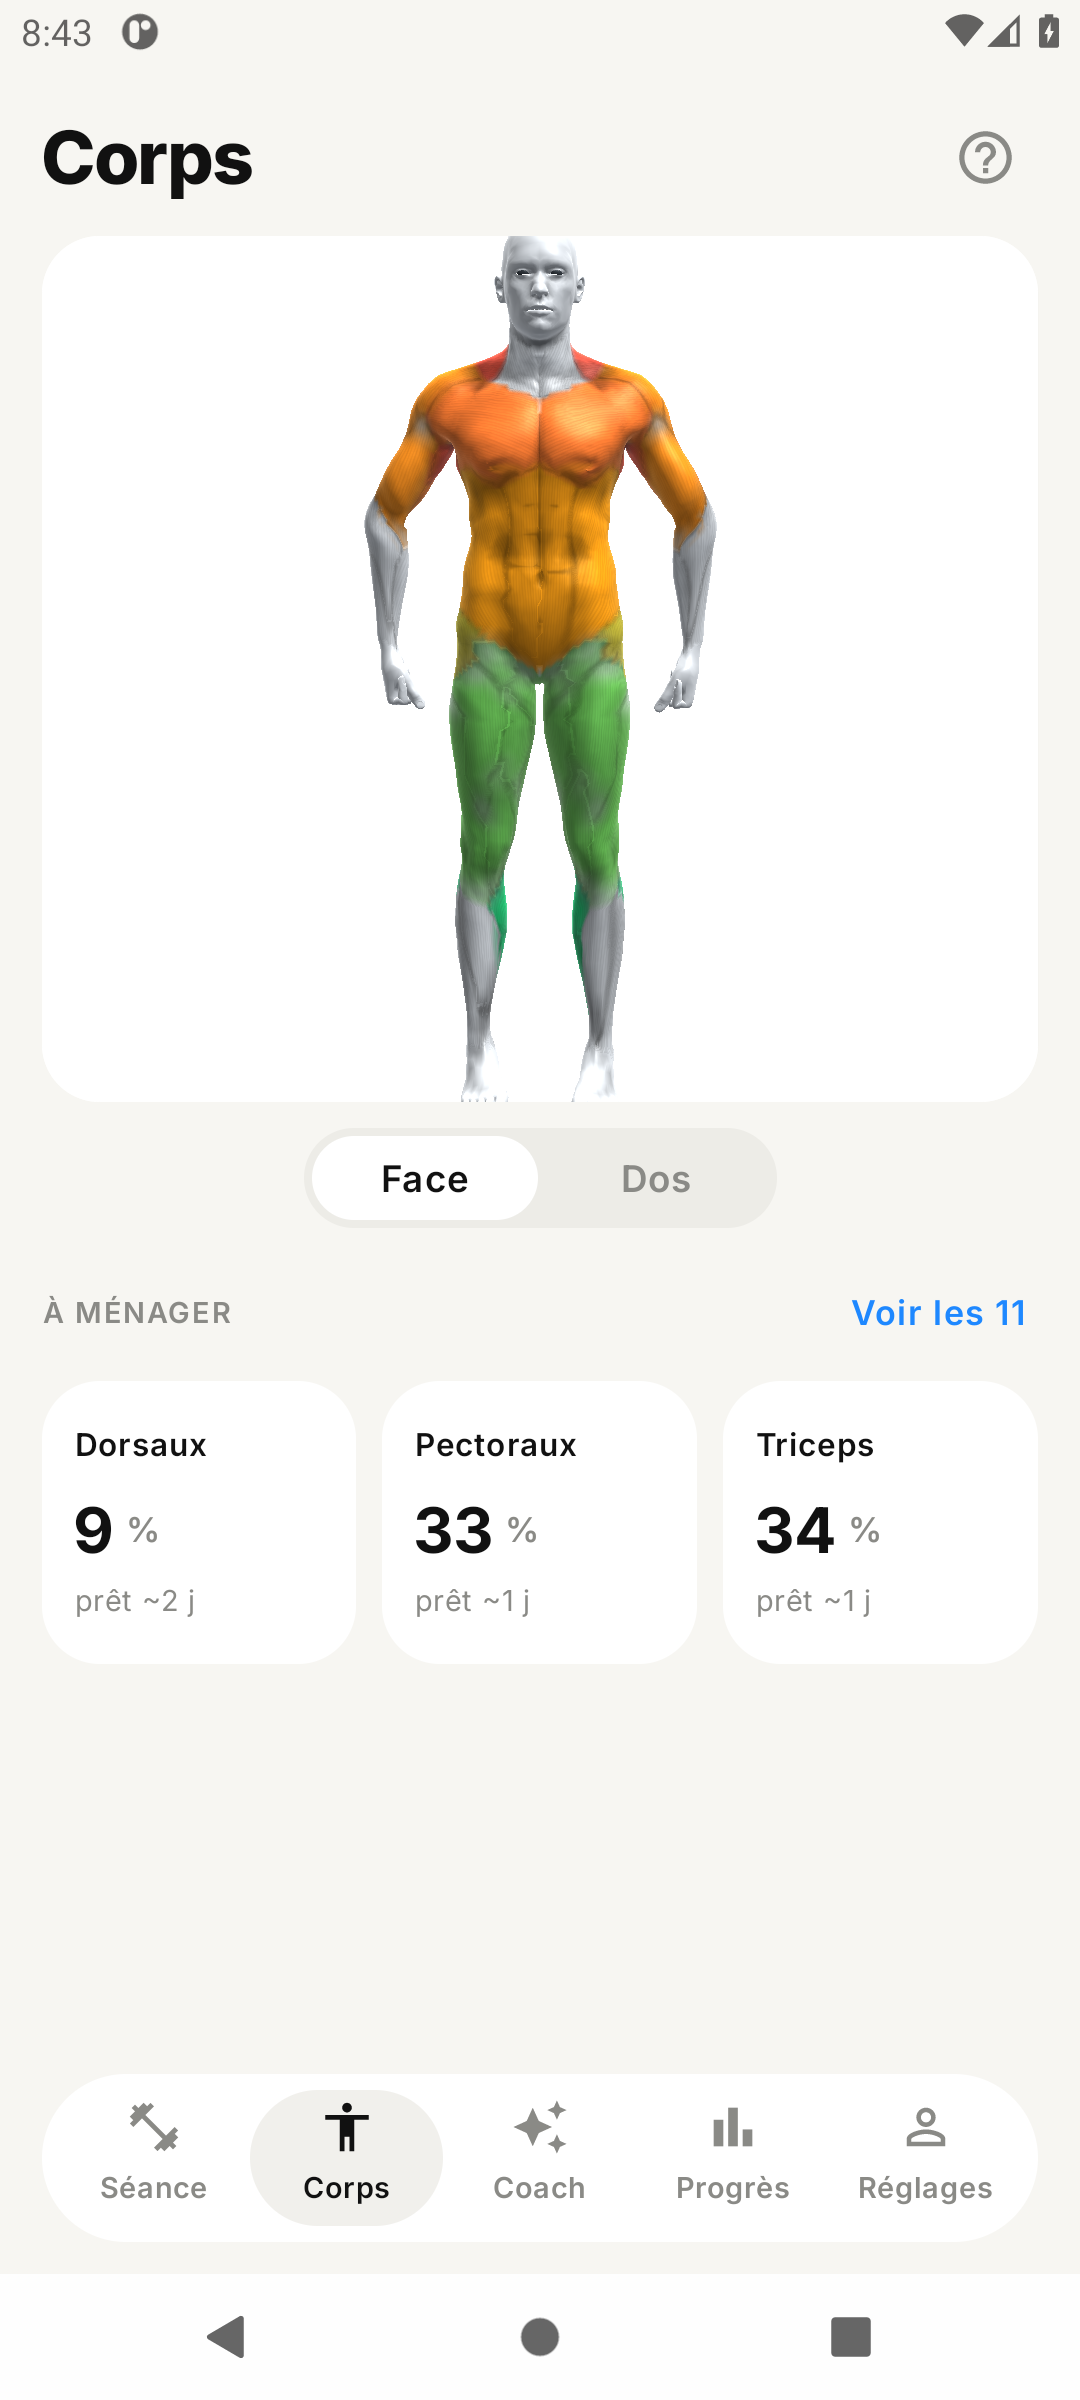 8:43
Corps
Face
Dos
À MÉNAGER
Voir les 11
Dorsaux
9 %
prêt ~2 j
Pectoraux
33 %
prêt ~1 j
Triceps
34 %
prêt ~1 j
Séance
Corps
Coach
Progrès
Réglages